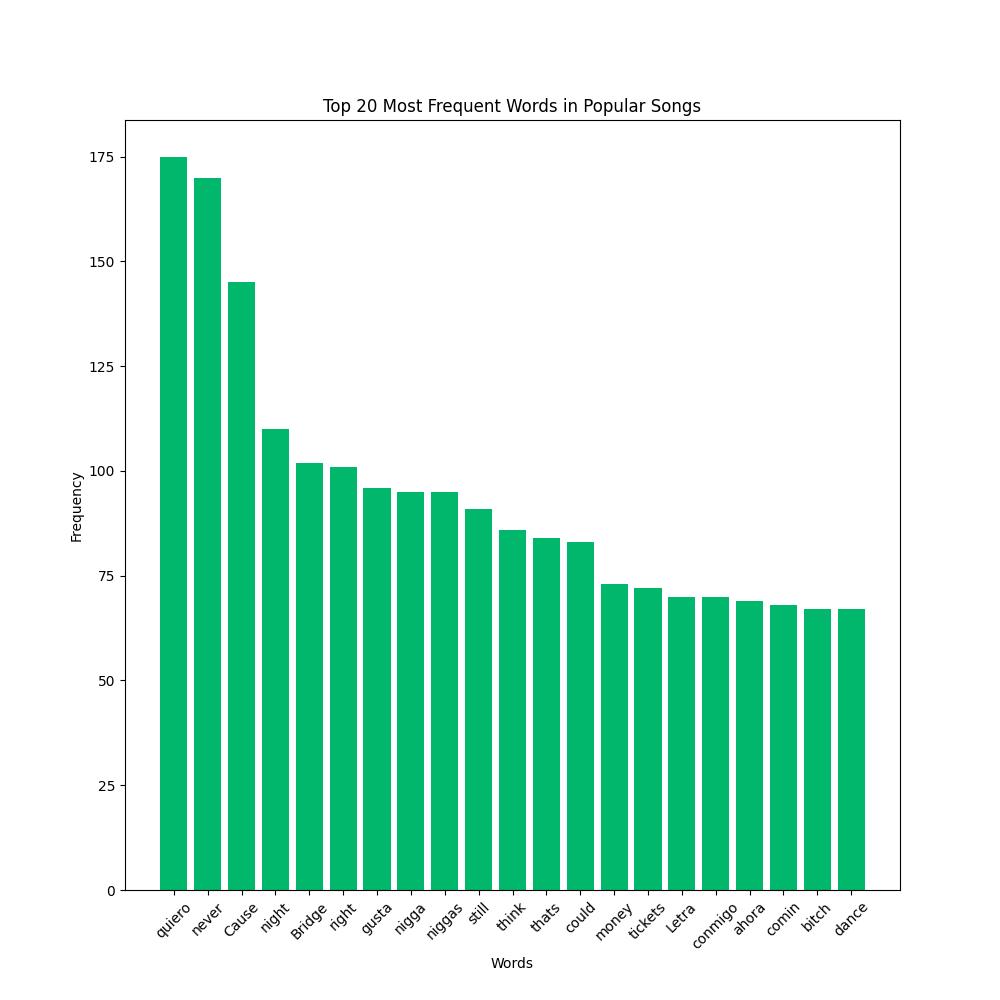 Top 20 Most Frequent Words in Popular Songs
175
150
125
100
75
50
25
0
Frequency
quiero never Cause night Bridge right gusta nigga niggas still think thats could money tickets Letra conmigo ahora comin bitch dance
Words